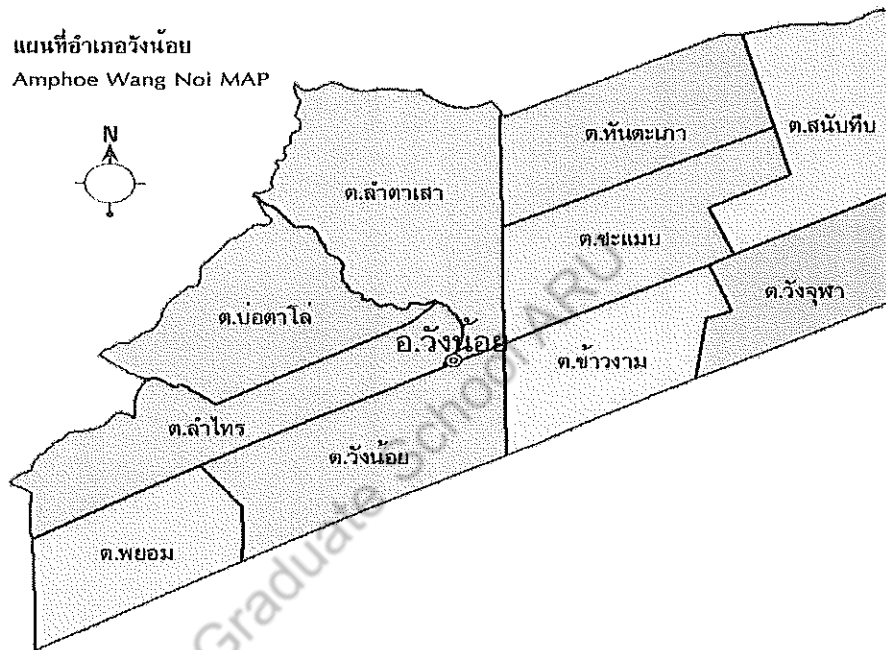 แผนที่อำเภอวังน้อย
Amphoe Wang Noi MAP
N
ต.หันตะเภา
ต.สนับทึบ
ต.ลำตาเสา
ต.ชะแมบ
ต.วังจุฬา
ต.บ่อตาโล่
อ.วังน้อย
ต.ข้าวงาม
ต.ลำไทร
ต.วังน้อย
ต.พยอม
Graduate School ARU